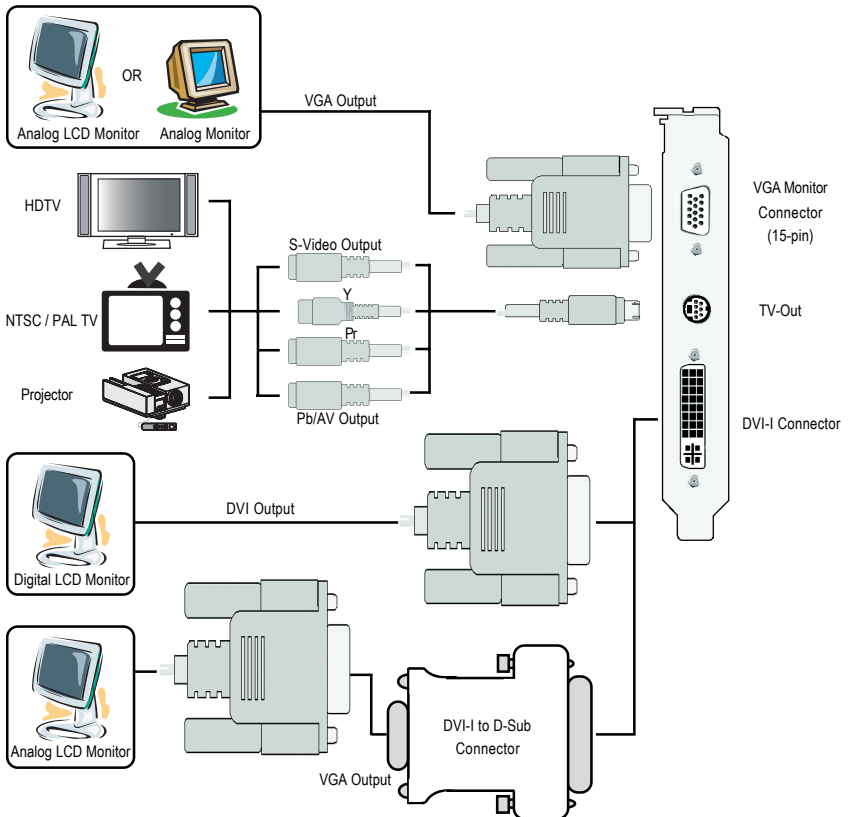 OR
Analog LCD Monitor
Analog Monitor
VGA Output
VGA Monitor
Connector
(15-pin)
HDTV
S-Video Output
Y
NTSC / PAL TV
Pr
TV-Out
Projector
Pb/AV Output
DVI-I Connector
DVI Output
Digital LCD Monitor
Analog LCD Monitor
DVI-I to D-Sub
Connector
VGA Output